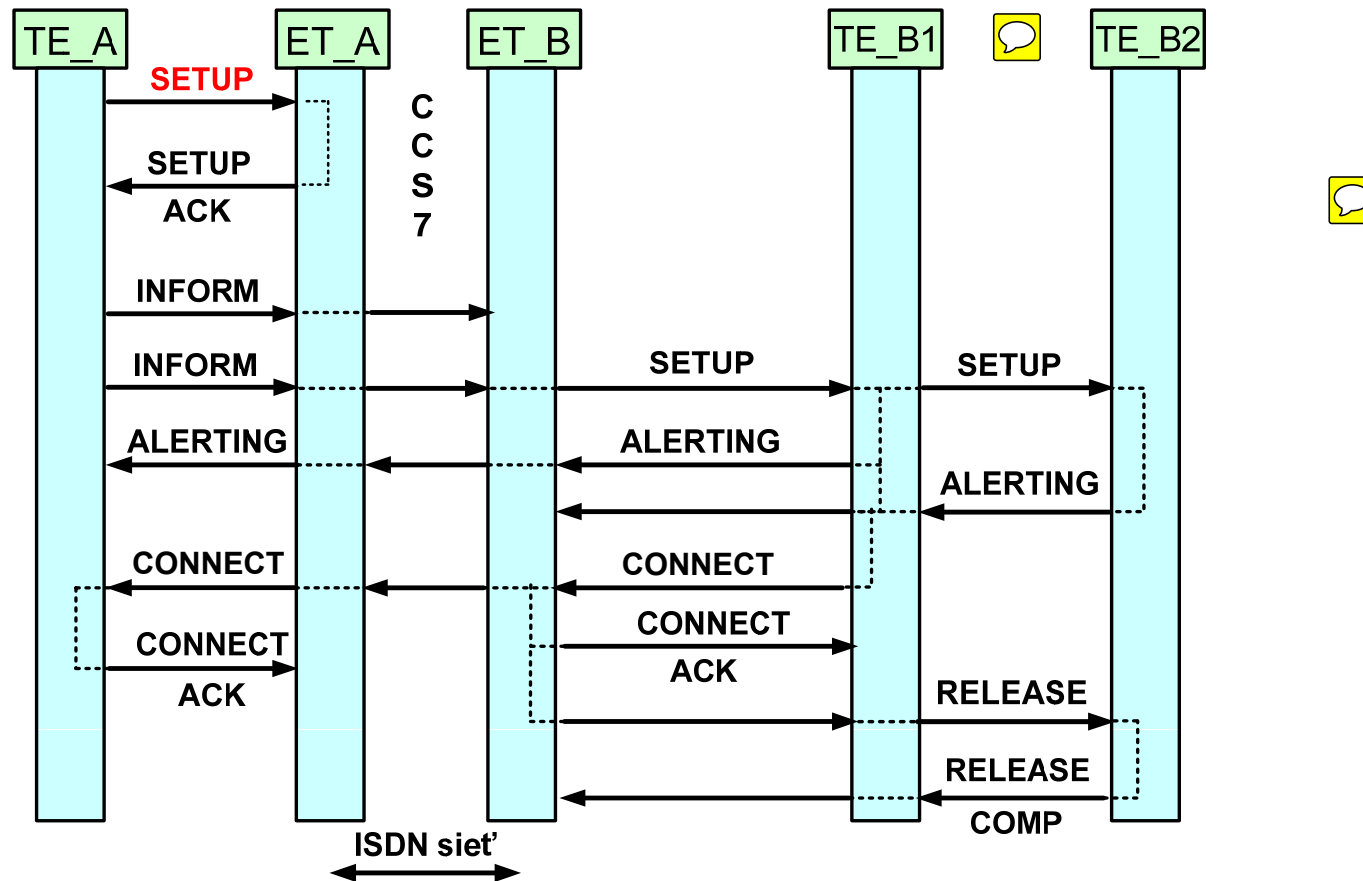 TE_A
ET_A
ET_B
TE_B1
TE_B2
SETUP
C
C
S
7
SETUP
ACK
INFORM
INFORM
SETUP
SETUP
ALERTING
ALERTING
ALERTING
CONNECT
CONNECT
CONNECT
ACK
CONNECT
ACK
RELEASE
RELEASE
COMP
ISDN siet'